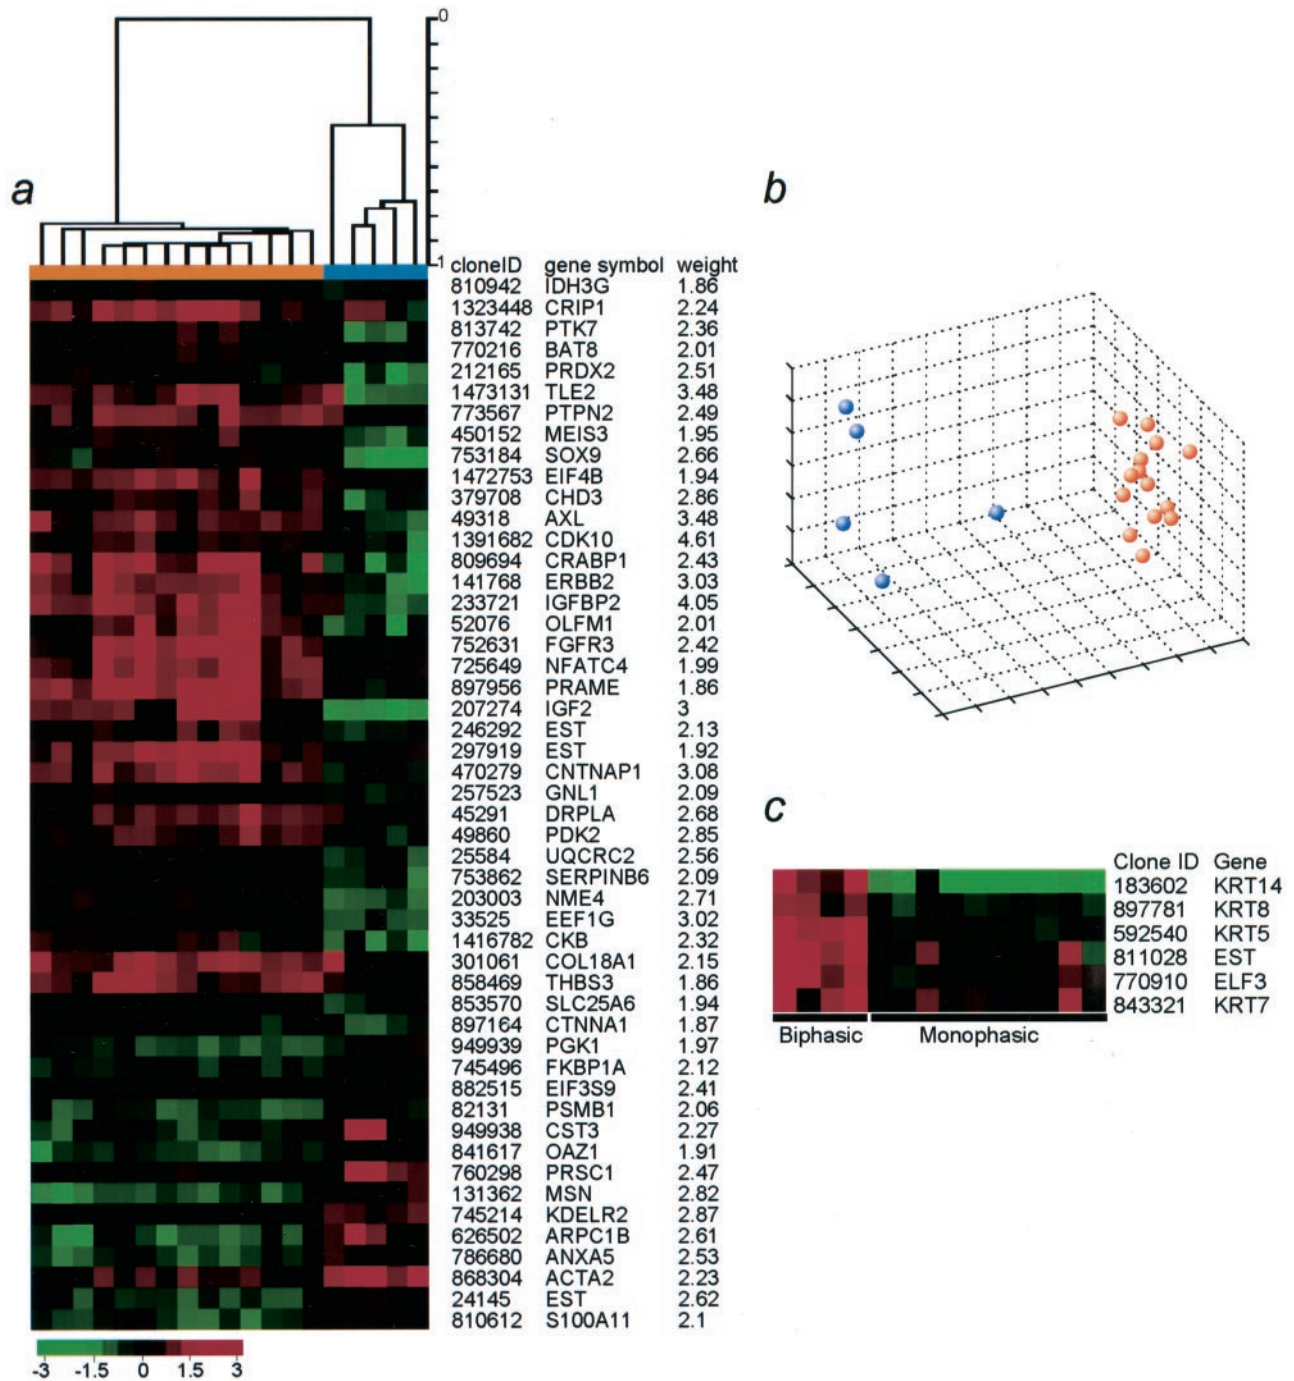 0
a
b
1
cloneID gene symbol weight
810942 IDH3G 1.86
1323448 CRIP1 2.24
813742 PTK7 2.36
770216 BAT8 2.01
212165 PRDX2 2.51
1473131 TLE2 3.48
773567 PTPN2 2.49
450152 MEIS3 1.95
753184 SOX9 2.66
1472753 EIF4B 1.94
379708 CHD3 2.86
49318 AXL 3.48
1391682 CDK10 4.61
809694 CRABP1 2.43
141768 ERBB2 3.03
233721 IGFBP2 4.05
52076 OLFM1 2.01
752631 FGFR3 2.42
725649 NFATC4 1.99
897956 PRAME 1.86
207274 IGF2 3
246292 EST 2.13
297919 EST 1.92
470279 CNTNAP1 3.08
257523 GNL1 2.09
45291 DRPLA 2.68
49860 PDK2 2.85
25584 UQCRC2 2.56
753862 SERPINB6 2.09
203003 NME4 2.71
33525 EEF1G 3.02
1416782 CKB 2.32
301061 COL18A1 2.15
858469 THBS3 1.86
853570 SLC25A6 1.94
897164 CTNNA1 1.87
949939 PGK1 1.97
745496 FKBP1A 2.12
882515 EIF3S9 2.41
82131 PSMB1 2.06
949938 CST3 2.27
841617 OAZ1 1.91
760298 PRSC1 2.47
131362 MSN 2.82
745214 KDELR2 2.87
626502 ARPC1B 2.61
786680 ANXA5 2.53
868304 ACTA2 2.23
24145 EST 2.62
810612 S100A11 2.1
-3 -1.5 0 1.5 3
c
Clone ID Gene
183602 KRT14
897781 KRT8
592540 KRT5
811028 EST
770910 ELF3
843321 KRT7
Biphasic Monophasic